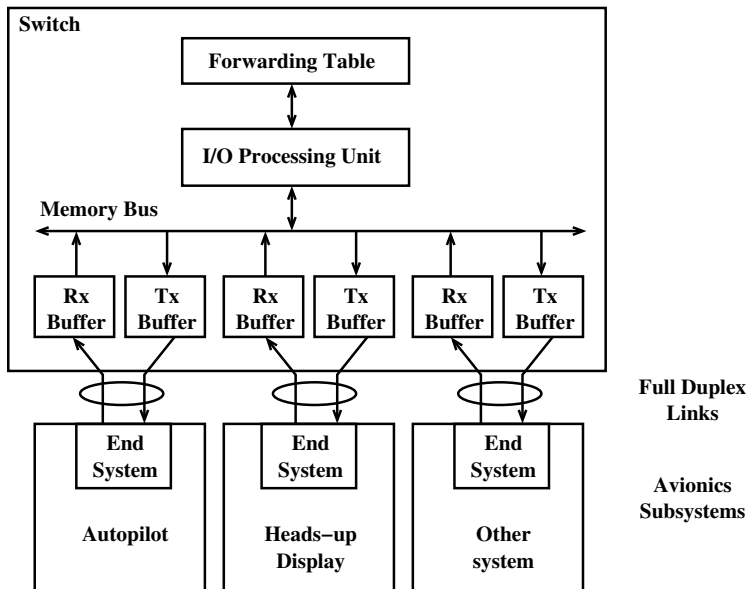 Switch
Forwarding Table
I/O Processing Unit
Memory Bus
Rx
Buffer
Tx
Buffer
Rx
Buffer
Tx
Buffer
Rx
Buffer
Tx
Buffer
Full Duplex
Links
End
System
End
System
End
System
Autopilot
Heads-up
Display
Other
system
Avionics
Subsystems